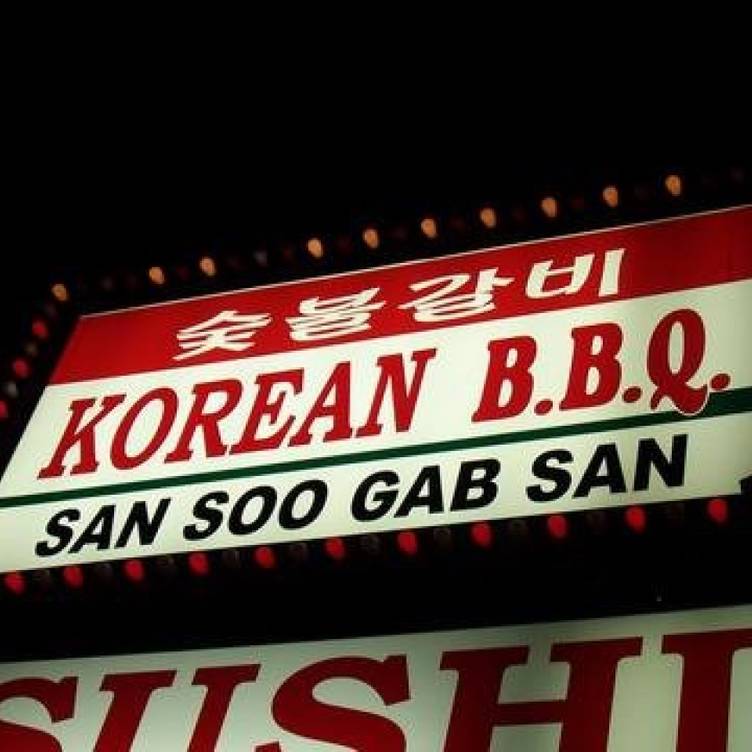 숯불갈비
KOREAN B.B.Q.
SAN SOO GAB SAN
SUSHI